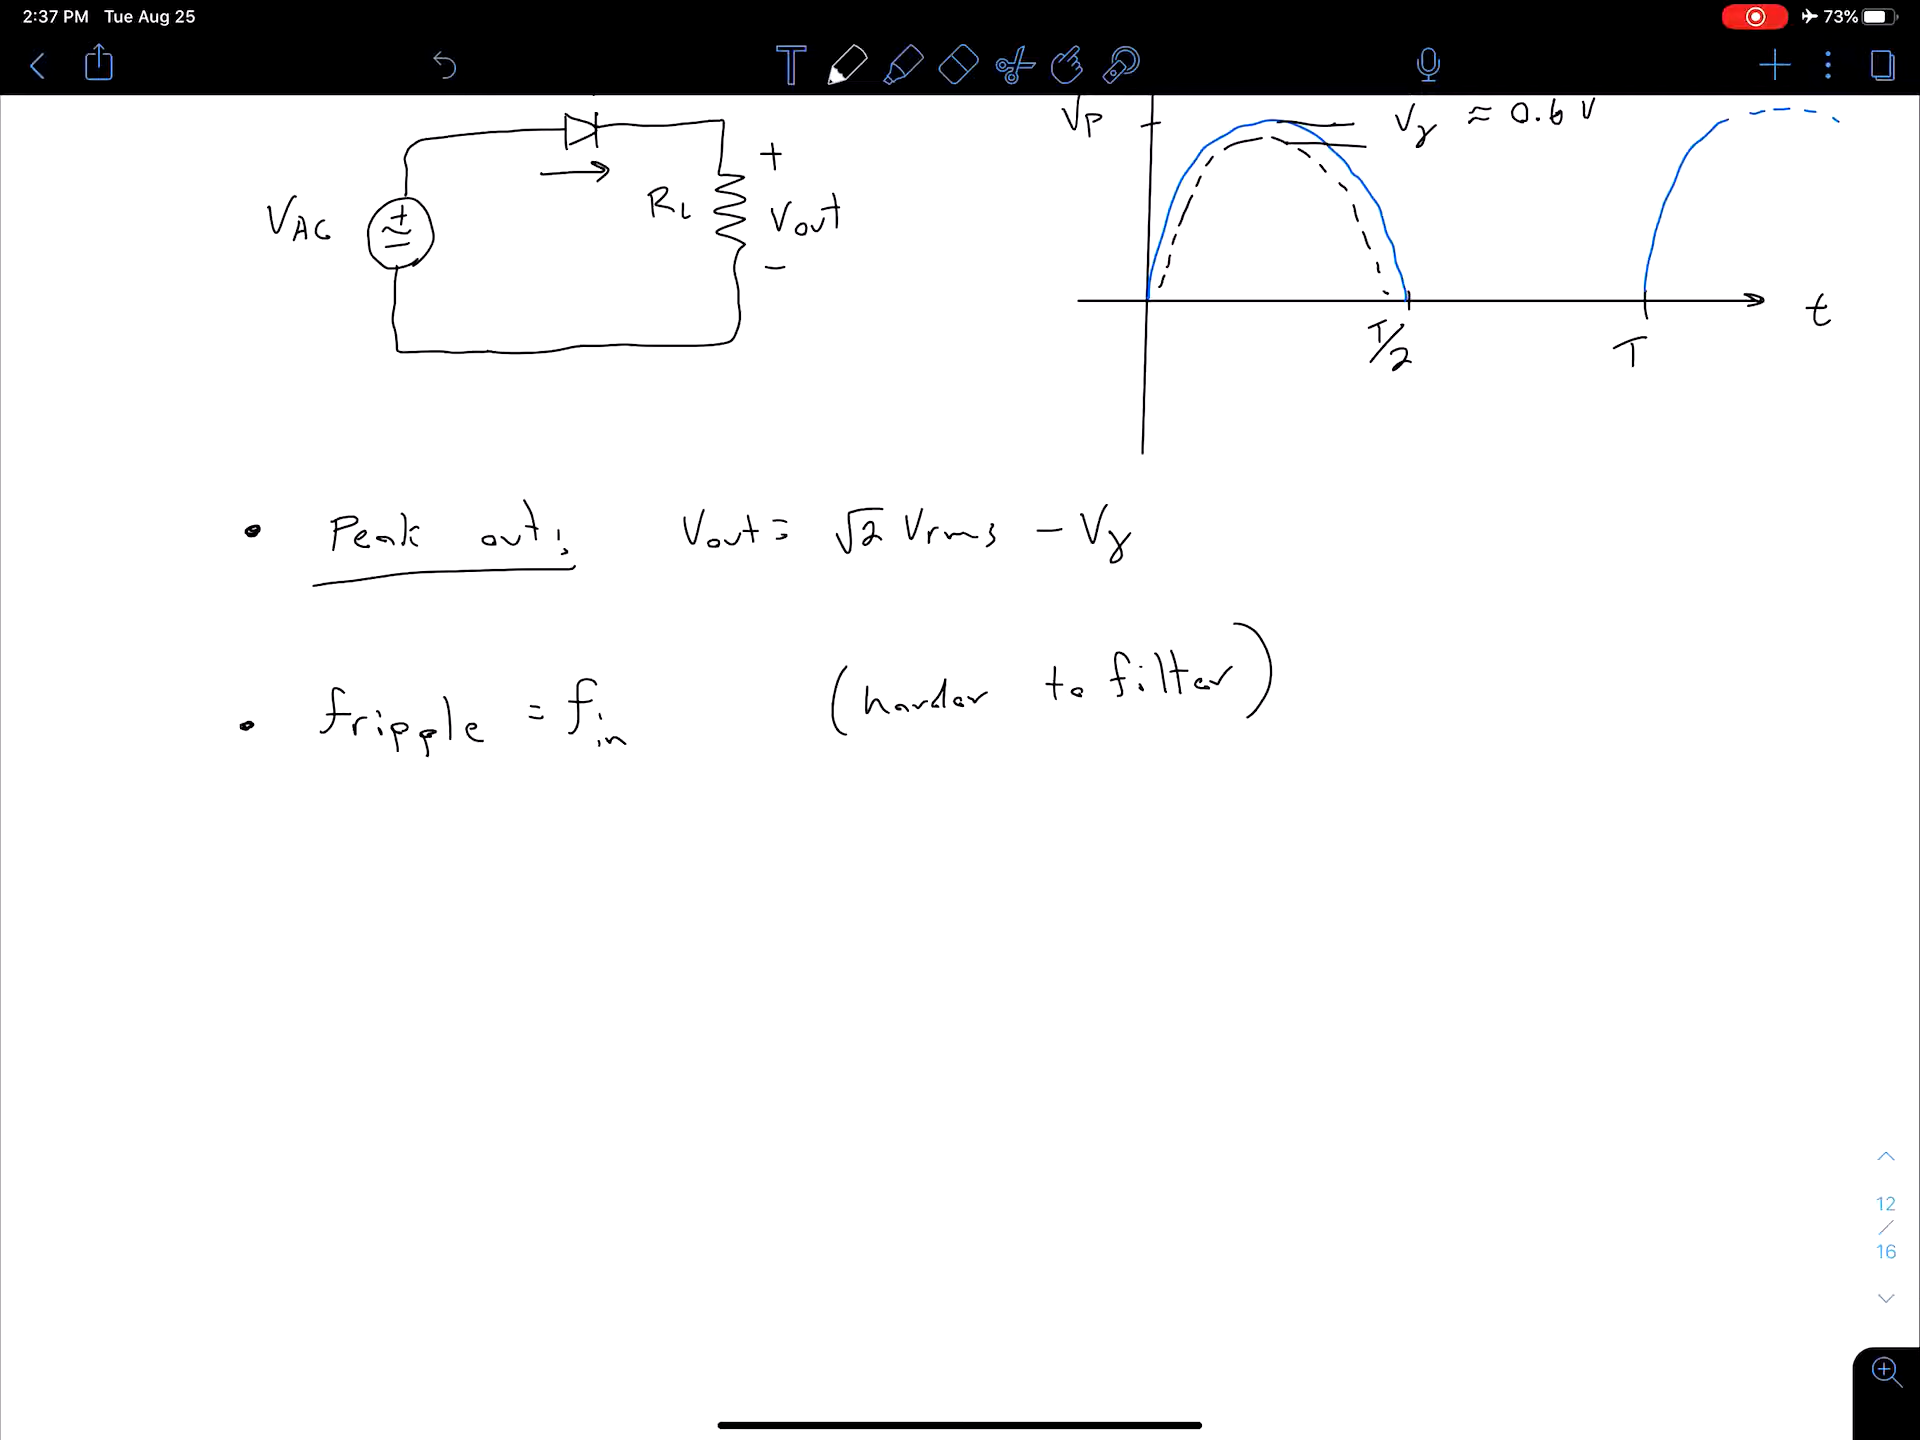 2:37 PM Tue Aug 25
73%
T
VAC
+
RL
+
Vout
−
VP
Vγ ≈ 0.6 V
T/2
T
t
• Peak out: Vout = √2 Vrms − Vγ
• fripple = fin (harder to filter)
12
/
16